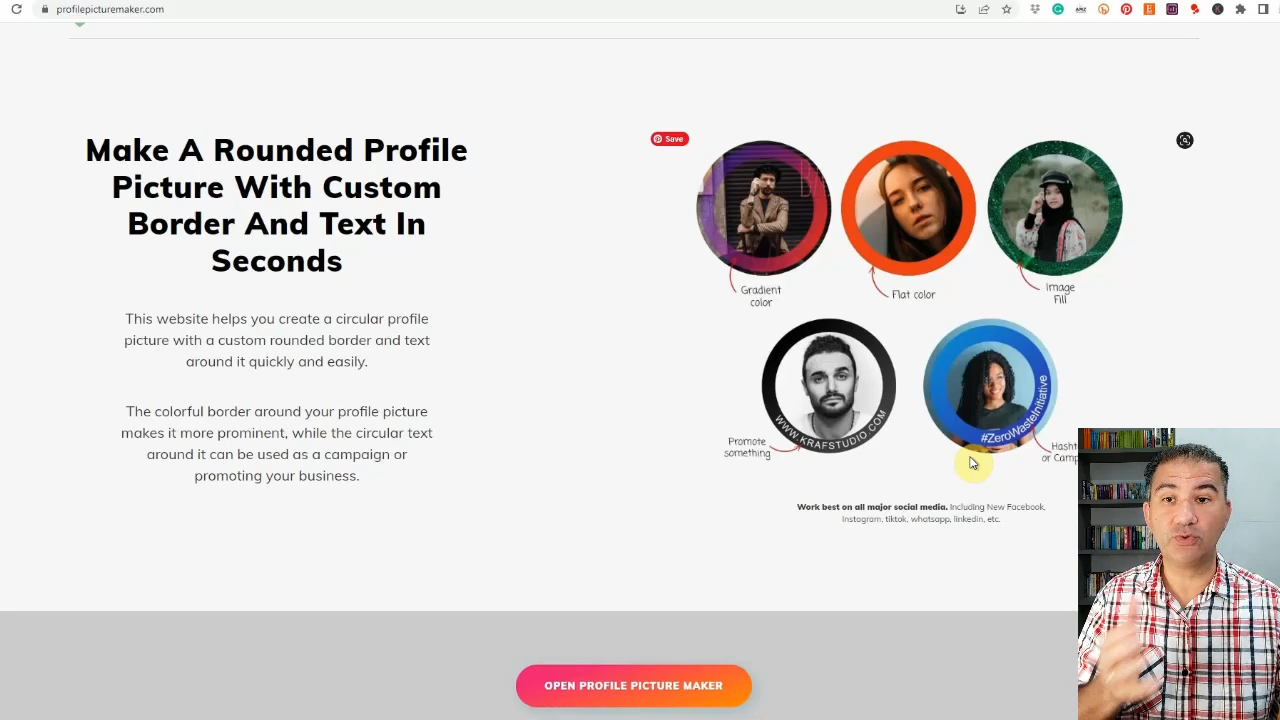 profilepicturemaker.com
Save
Make A Rounded Profile
Picture With Custom
Border And Text In
Seconds
This website helps you create a circular profile
picture with a custom rounded border and text
around it quickly and easily.
The colorful border around your profile picture
makes it more prominent, while the circular text
around it can be used as a campaign or
promoting your business.
Gradient
color
Flat color
Image
Fill
WWW.KRAFSTUDIO.COM
#ZeroWasteInitiative
Promote
something
or
Work best on all major social media. Including New Facebook,
Instagram, tiktok, whatsapp, linkedin, etc.
OPEN PROFILE PICTURE MAKER